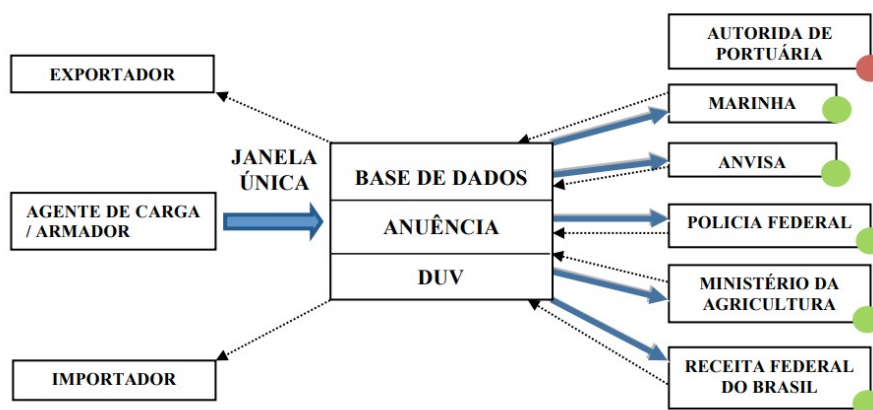 EXPORTADOR
AGENTE DE CARGA
/ ARMADOR
IMPORTADOR
JANELA
ÚNICA
BASE DE DADOS
ANUÊNCIA
DUV
AUTORIDA DE
PORTUÁRIA
MARINHA
ANVISA
POLICIA FEDERAL
MINISTÉRIO DA
AGRICULTURA
RECEITA FEDERAL
DO BRASIL